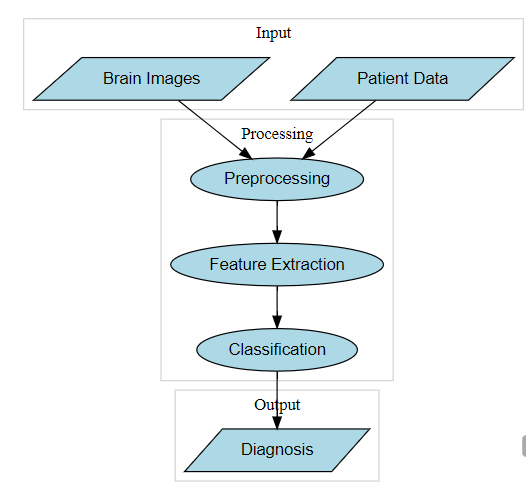 Input
Brain Images
Patient Data
Processing
Preprocessing
Feature Extraction
Classification
Output
Diagnosis